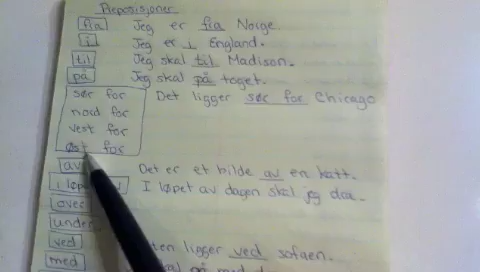 Preposisjoner
fra Jeg er fra Norge.
i Jeg er i England.
til Jeg skal til Madison.
på Jeg skal på toget.
sør for Det ligger sør for Chicago
nord for
vest for
øst for
av Det er et bilde av en katt.
i løpet I løpet av dagen skal jeg dra.
over
under
ved ligger ved sofaen.
med